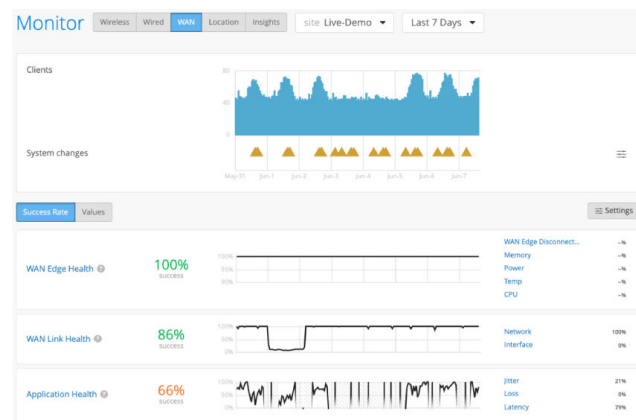 Monitor Wireless Wired WAN Location Insights site Live-Demo Last 7 Days
Clients
80
40
0
System changes
May-31 Jun-1 Jun-2 Jun-3 Jun-4 Jun-5 Jun-6 Jun-7
Success Rate Values Settings
WAN Edge Health
100%
success
100%
95%
90%
WAN Edge Disconnect... --%
Memory --%
Power --%
Temp --%
CPU --%
WAN Link Health
86%
success
100%
50%
0%
Network 100%
Interface 0%
Application Health
66%
success
100%
50%
0%
Jitter 21%
Loss 0%
Latency 79%